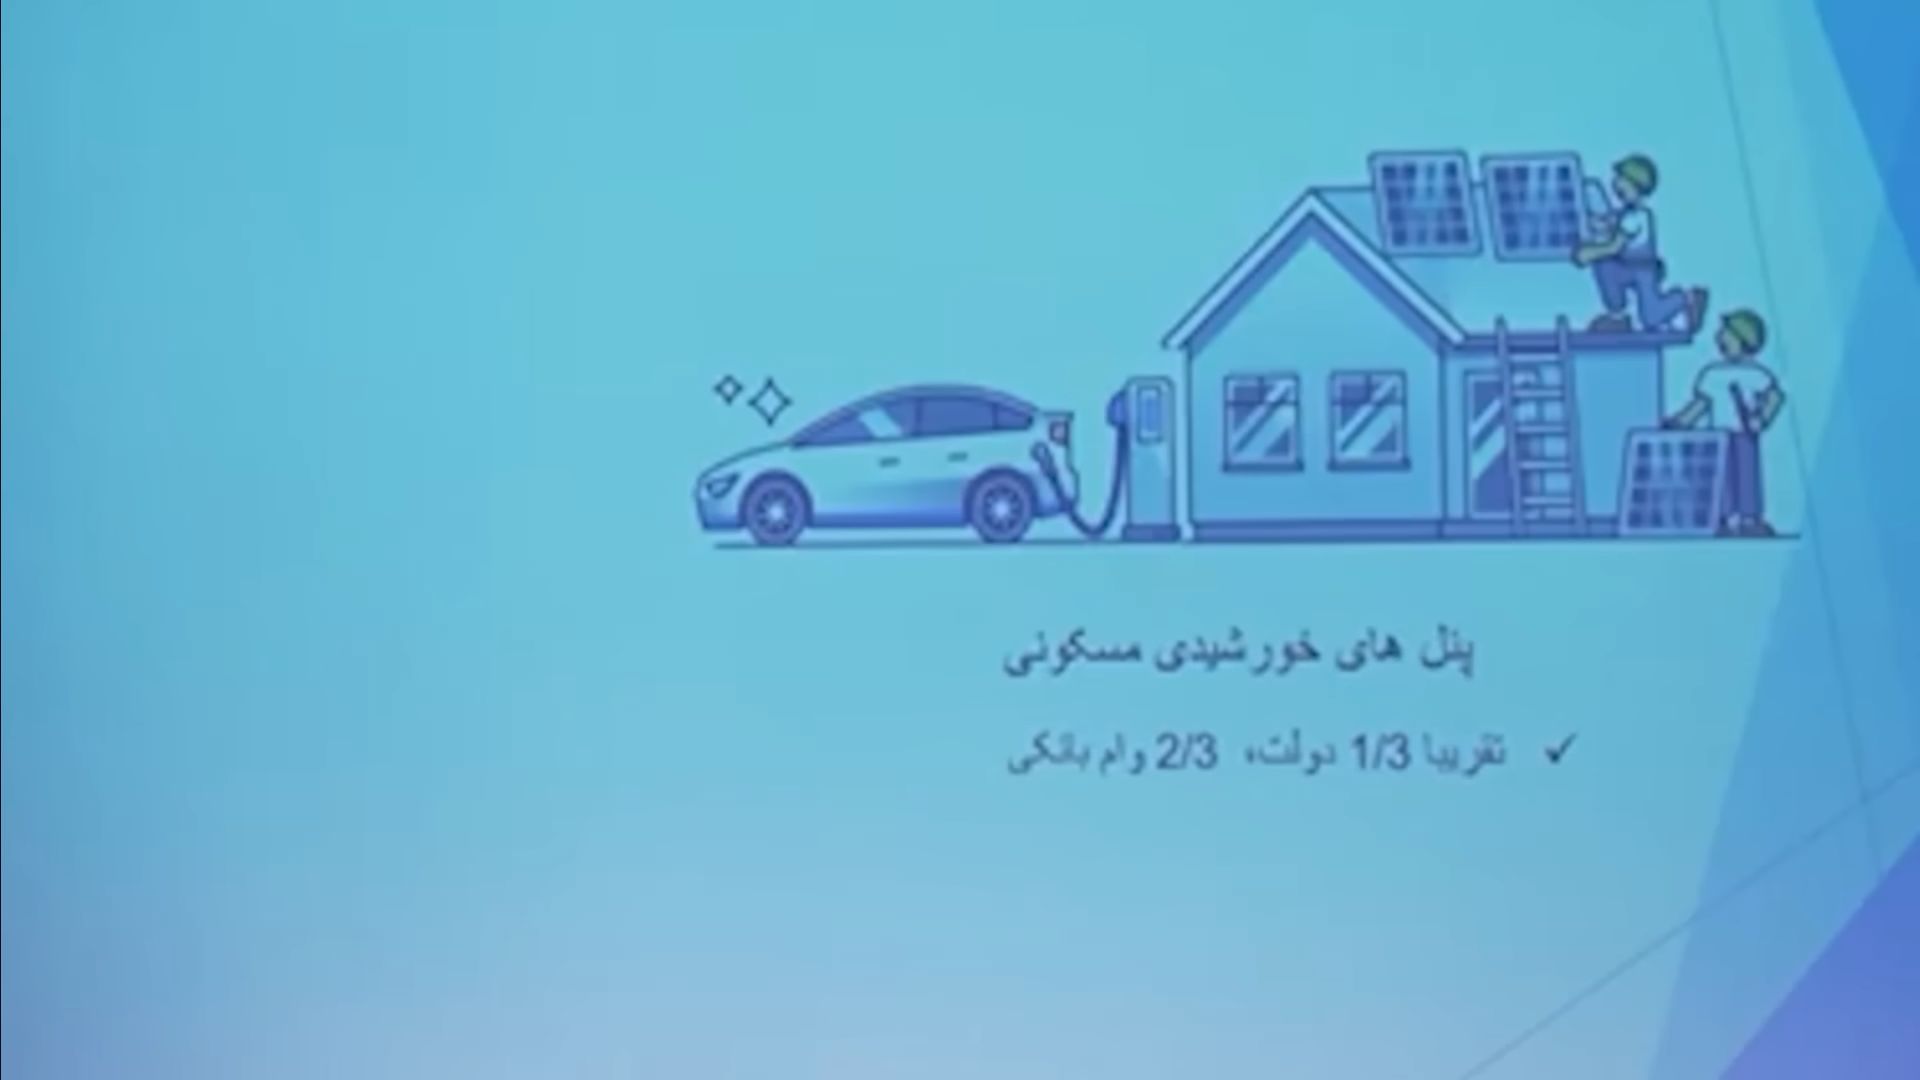 پنل های خورشیدی مسکونی
✓ تقریبا 1/3 دولت، 2/3 وام بانکی